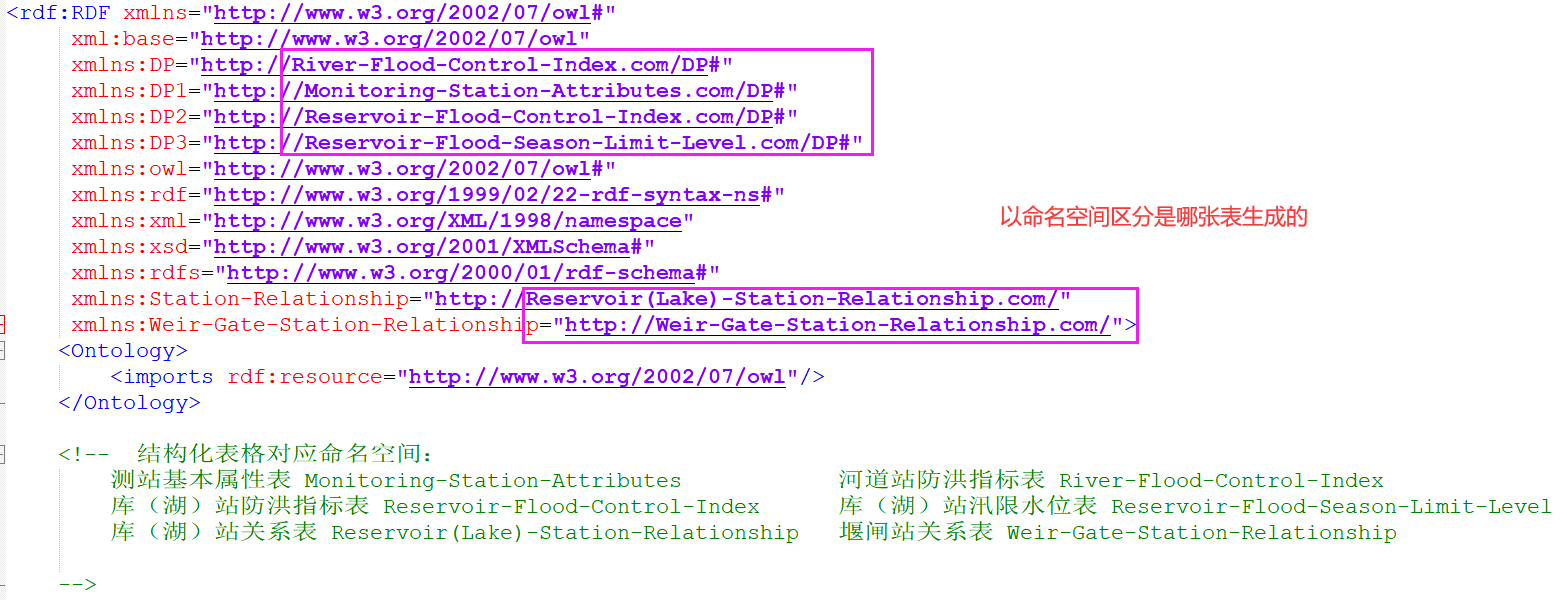 <rdf:RDF xmlns="http://www.w3.org/2002/07/owl#"
xml:base="http://www.w3.org/2002/07/owl"
xmlns:DP="http://River-Flood-Control-Index.com/DP#"
xmlns:DP1="http://Monitoring-Station-Attributes.com/DP#"
xmlns:DP2="http://Reservoir-Flood-Control-Index.com/DP#"
xmlns:DP3="http://Reservoir-Flood-Season-Limit-Level.com/DP#"
xmlns:owl="http://www.w3.org/2002/07/owl#"
xmlns:rdf="http://www.w3.org/1999/02/22-rdf-syntax-ns#"
xmlns:xml="http://www.w3.org/XML/1998/namespace"
以命名空间区分是哪张表生成的
xmlns:xsd="http://www.w3.org/2001/XMLSchema#"
xmlns:rdfs="http://www.w3.org/2000/01/rdf-schema#"
xmlns:Station-Relationship="http://Reservoir(Lake)-Station-Relationship.com/"
xmlns:Weir-Gate-Station-Relationship="http://Weir-Gate-Station-Relationship.com/">
<Ontology>
<imports rdf:resource="http://www.w3.org/2002/07/owl"/>
</Ontology>
<!-- 结构化表格对应命名空间：
测站基本属性表 Monitoring-Station-Attributes 河道站防洪指标表 River-Flood-Control-Index
库（湖）站防洪指标表 Reservoir-Flood-Control-Index 库（湖）站汛限水位表 Reservoir-Flood-Season-Limit-Level
库（湖）站关系表 Reservoir(Lake)-Station-Relationship 堰闸站关系表 Weir-Gate-Station-Relationship
-->